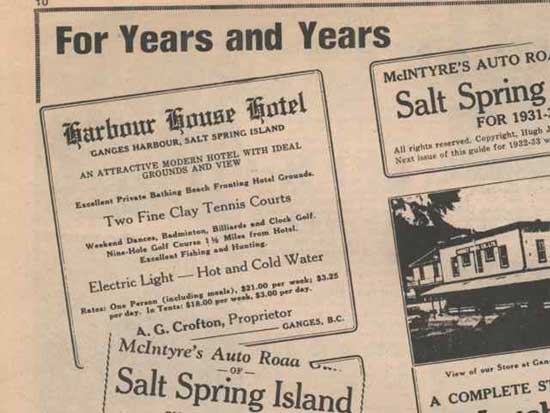 10
For Years and Years
Harbour House Hotel
GANGES HARBOUR, SALT SPRING ISLAND
AN ATTRACTIVE MODERN HOTEL WITH IDEAL
GROUNDS AND VIEW
Excellent Private Bathing Beach Fronting Hotel Grounds.
Two Fine Clay Tennis Courts
Weekend Dances, Badminton, Billiards and Clock Golf.
Nine-Hole Golf Course 1½ Miles from Hotel.
Excellent Fishing and Hunting.
Electric Light — Hot and Cold Water
Rates: One Person (including meals), $21.00 per week; $3.25
per day. In Tents: $18.00 per week, $3.00 per day.
A. G. Crofton, Proprietor
GANGES, B.C.
McIntyre's Auto Road
—OF—
Salt Spring Island
McINTYRE'S AUTO ROA
Salt Spring
FOR 1931-
All rights reserved. Copyright, Hugh
Next issue of this guide for 1932-33 w
View of our Store at Gan
A COMPLETE ST